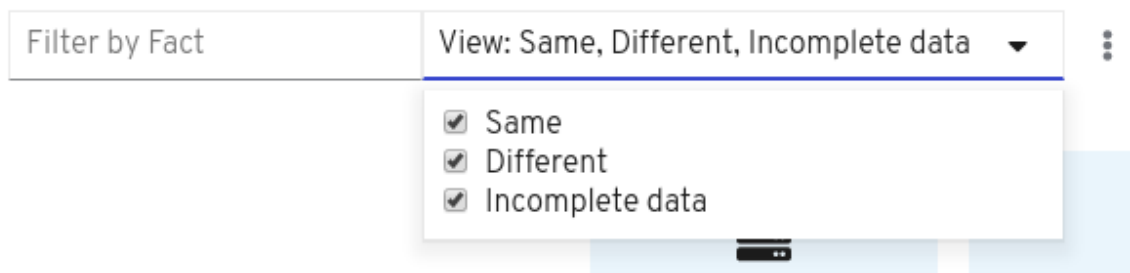 Filter by Fact
View: Same, Different, Incomplete data
Same
Different
Incomplete data